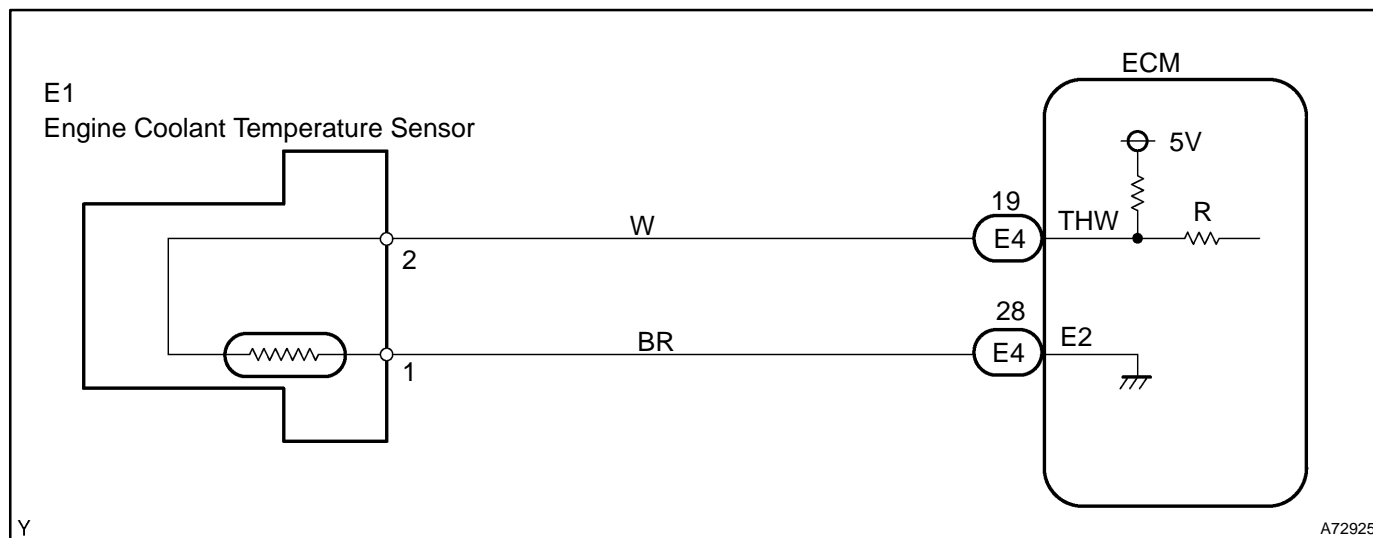 ECM
E1
Engine Coolant Temperature Sensor
5V
19
W
THW
R
E4
2
28
BR
E2
E4
1
Y
A72925